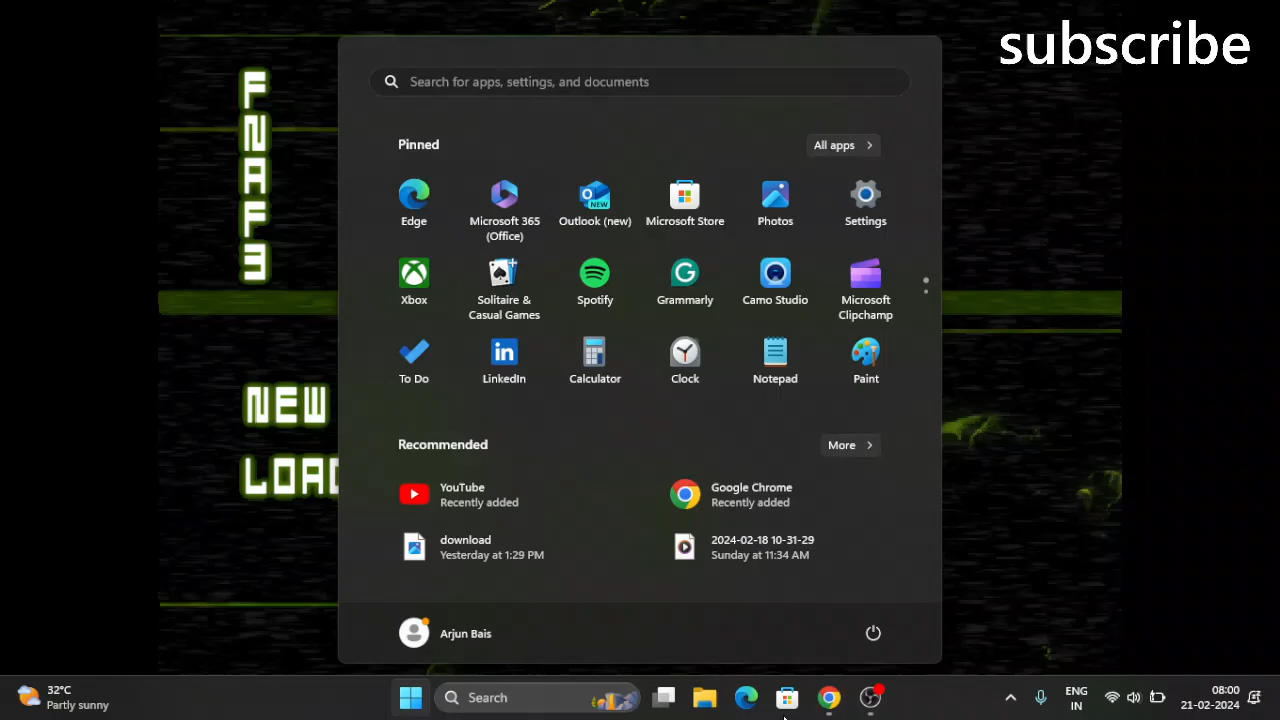 subscribe
F
N
A
F
3
NEW
LOAD
Search for apps, settings, and documents
Pinned
All apps
Edge
Microsoft 365
(Office)
NEW
Outlook (new)
Microsoft Store
Photos
Settings
Xbox
Solitaire &
Casual Games
Spotify
Grammarly
Camo Studio
Microsoft
Clipchamp
To Do
in
LinkedIn
Calculator
Clock
Notepad
Paint
Recommended
More
YouTube
Recently added
Google Chrome
Recently added
download
Yesterday at 1:29 PM
2024-02-18 10-31-29
Sunday at 11:34 AM
Arjun Bais
32°C
Partly sunny
Search
ENG
IN
08:00
21-02-2024